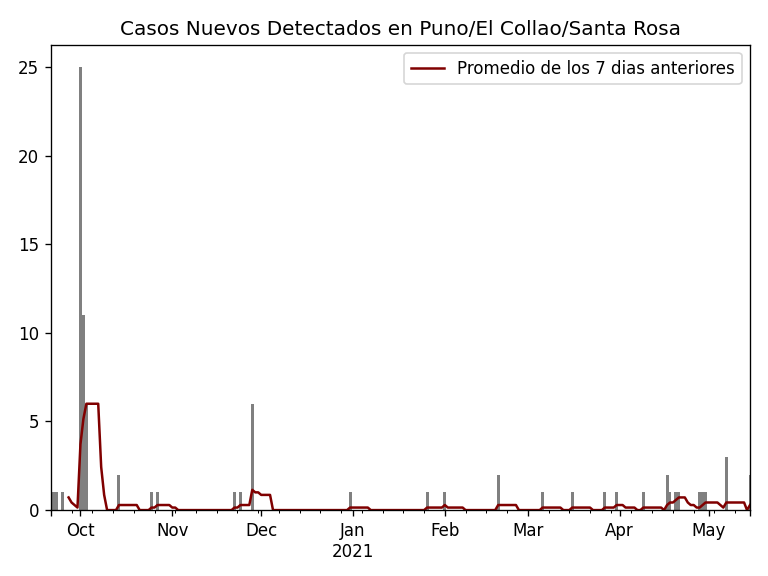 Casos Nuevos Detectados en Puno/El Collao/Santa Rosa
Promedio de los 7 dias anteriores
25
20
15
10
5
0
Oct Nov Dec Jan Feb Mar Apr May
2021